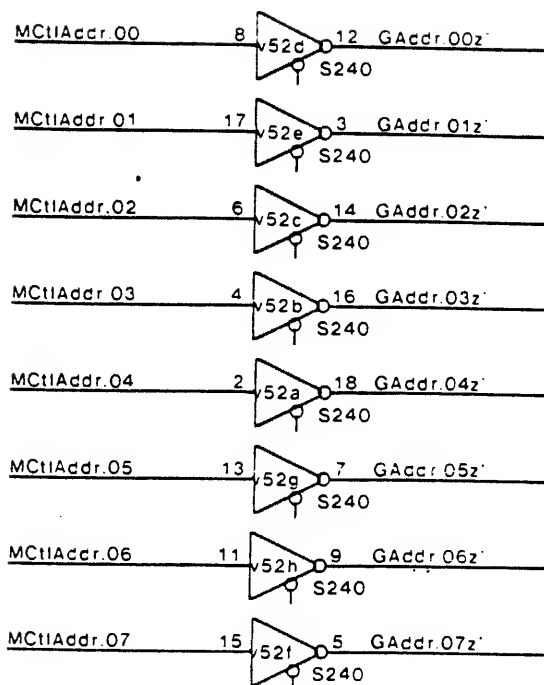 MCtlAddr.00 8 v52d 12 GAddr.00z'
S240
MCtlAddr.01 17 v52e 3 GAddr.01z'
S240
MCtlAddr.02 6 v52c 14 GAddr.02z'
S240
MCtlAddr.03 4 v52b 16 GAddr.03z'
S240
MCtlAddr.04 2 v52a 18 GAddr.04z'
S240
MCtlAddr.05 13 v52g 7 GAddr.05z'
S240
MCtlAddr.06 11 v52h 9 GAddr.06z'
S240
MCtlAddr.07 15 v52f 5 GAddr.07z'
S240